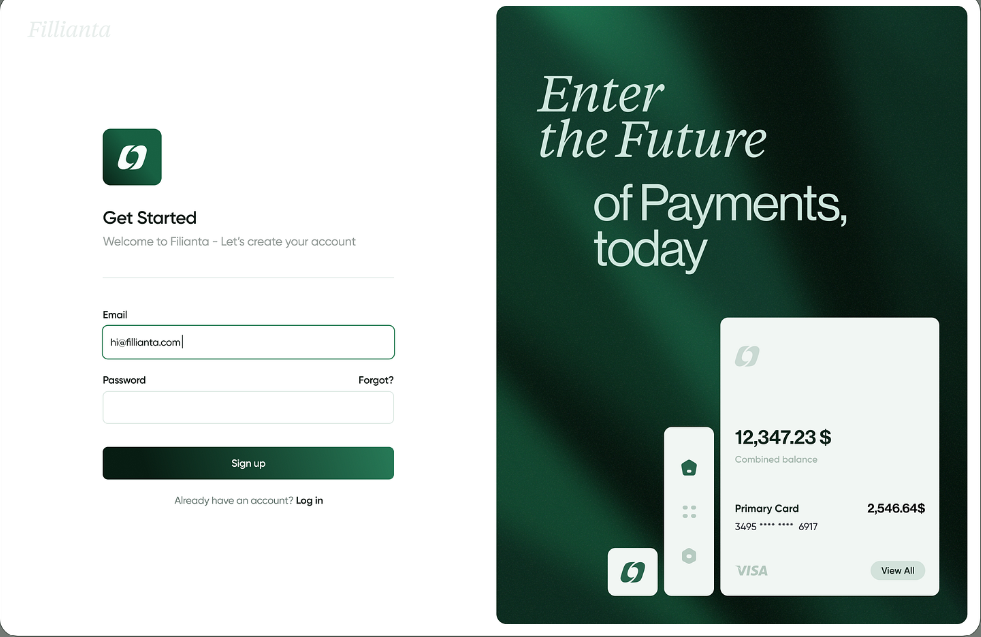 Fillianta
Get Started
Welcome to Filianta - Let's create your account
Email
hi@fillianta.com
Password
Forgot?
Sign up
Already have an account? Log in
Enter
the Future
of Payments,
today
12,347.23 $
Combined balance
Primary Card
2,546.64$
3495 **** **** 6917
VISA
View All